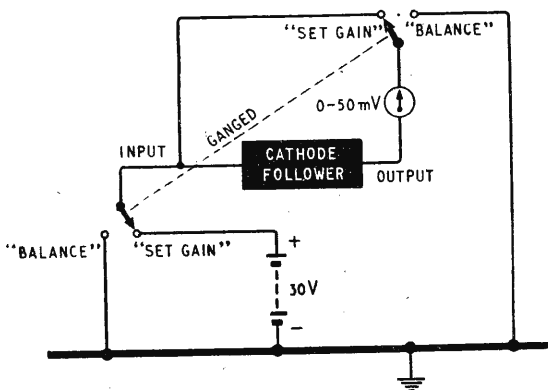 "SET GAIN"
"BALANCE"
0-50mV
GANGED
INPUT
CATHODE
FOLLOWER
OUTPUT
"BALANCE"
"SET GAIN"
+
30V
−